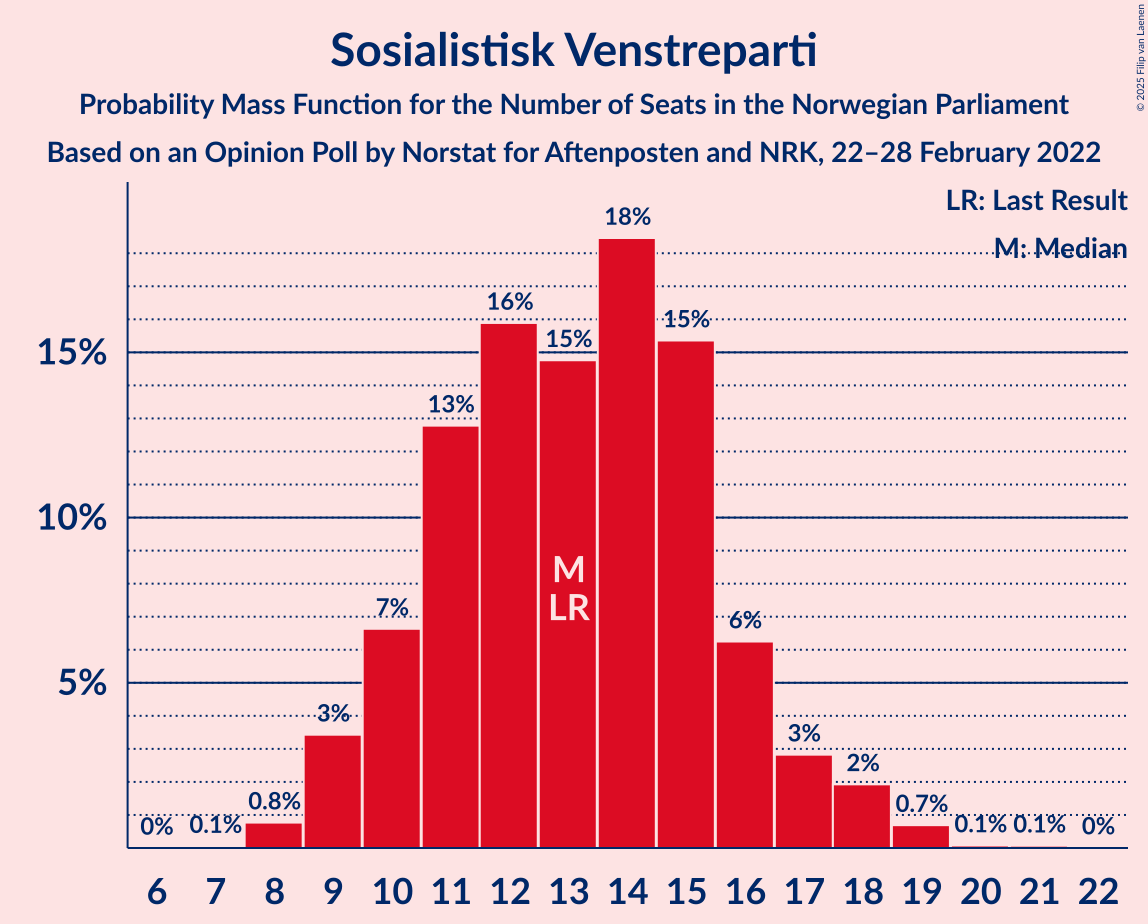 Sosialistisk Venstreparti
Probability Mass Function for the Number of Seats in the Norwegian Parliament
Based on an Opinion Poll by Norstat for Aftenposten and NRK, 22–28 February 2022
© 2025 Filip van Laenen
LR: Last Result
M: Median
15%
10%
5%
0%
0.1%
0.8%
3%
7%
13%
16%
15%
18%
15%
6%
3%
2%
0.7%
0.1%
0.1%
0%
M
LR
6 7 8 9 10 11 12 13 14 15 16 17 18 19 20 21 22